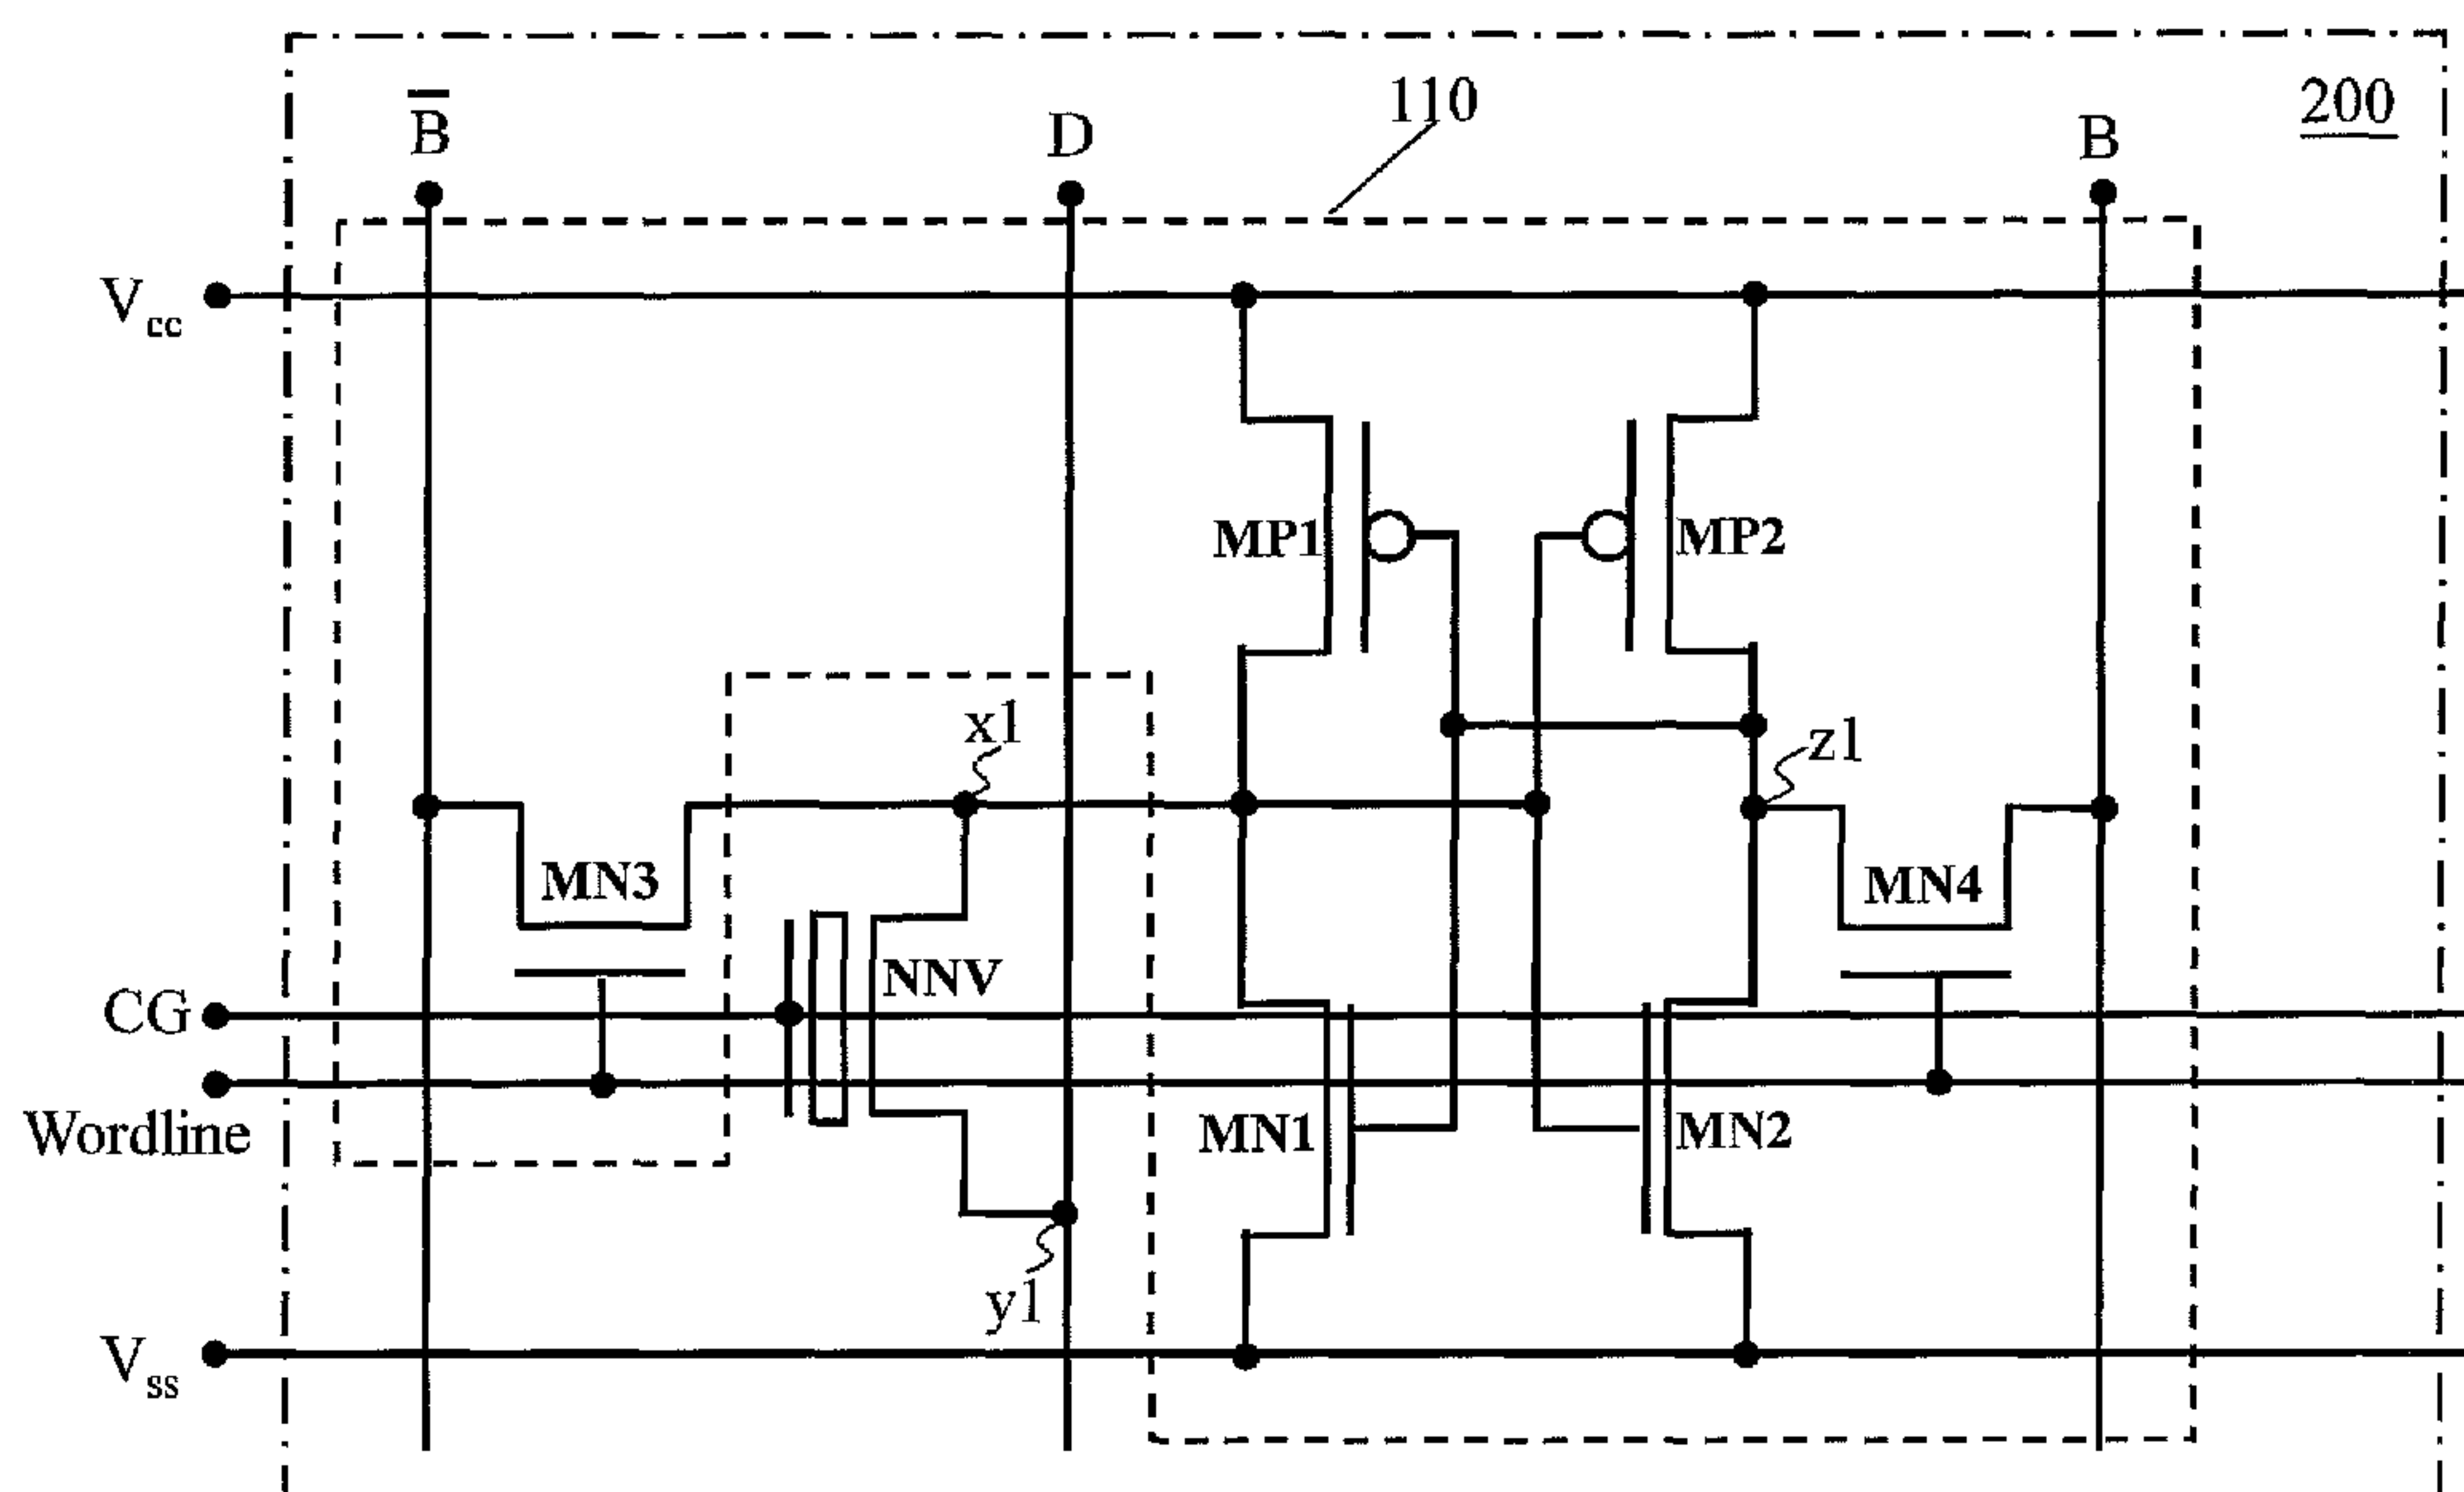 110
200
B̅
D
B
Vcc
MP1
MP2
x1
z1
MN3
MN4
NNV
CG
Wordline
MN1
MN2
y1
Vss